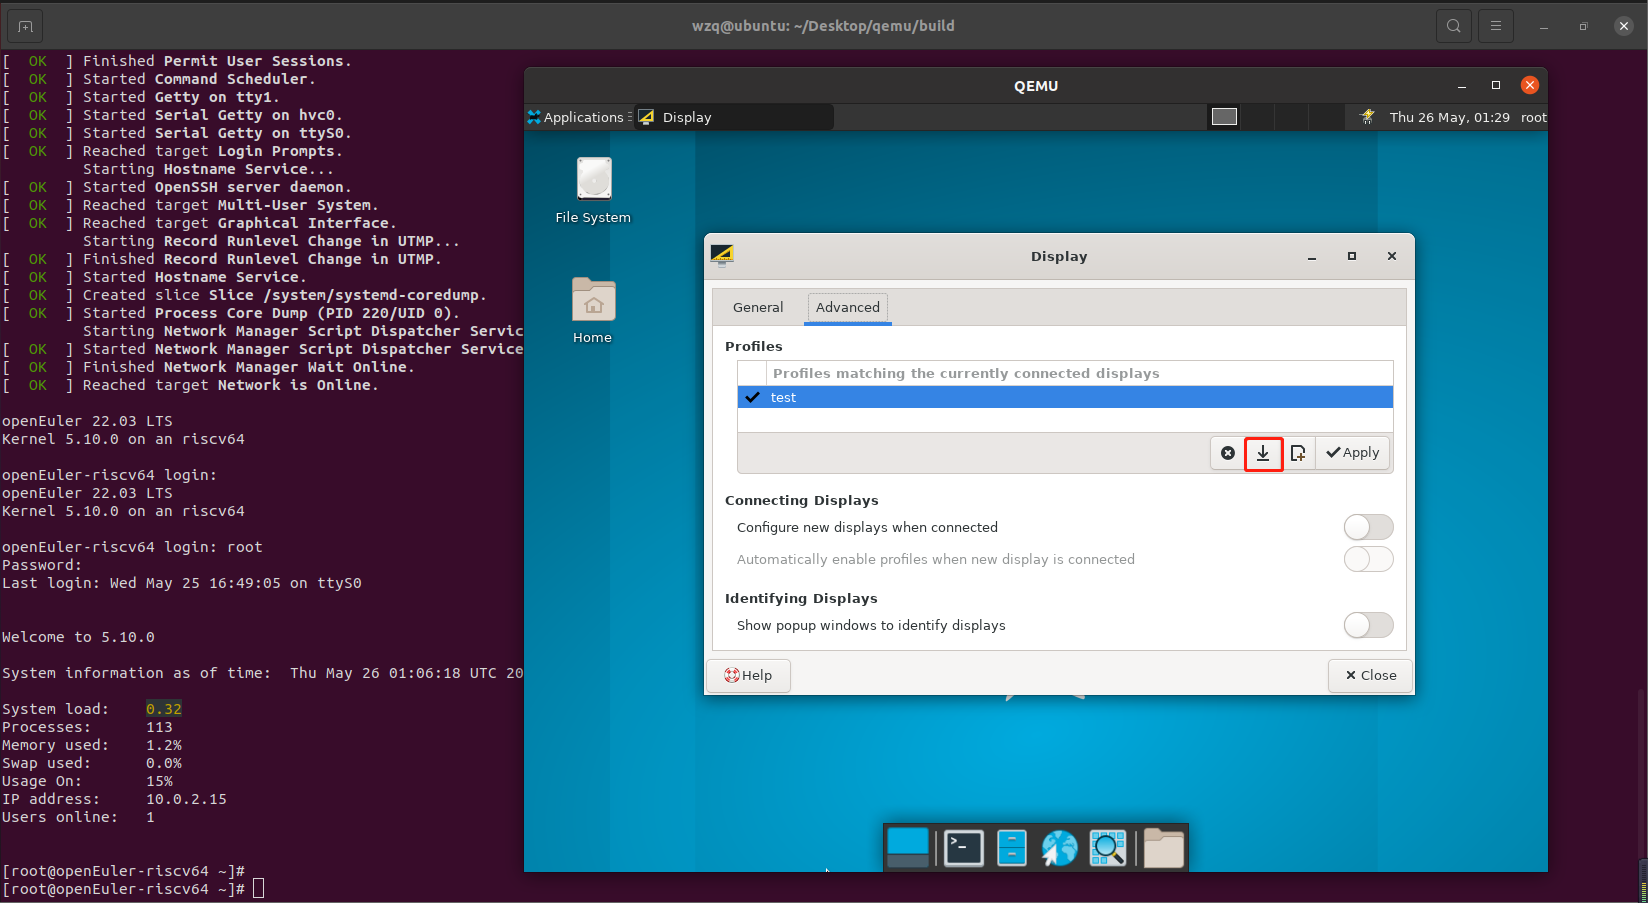 wzq@ubuntu: ~/Desktop/qemu/build
[  OK  ] Finished Permit User Sessions.
[  OK  ] Started Command Scheduler.
[  OK  ] Started Getty on tty1.
[  OK  ] Started Serial Getty on hvc0.
[  OK  ] Started Serial Getty on ttyS0.
[  OK  ] Reached target Login Prompts.
Starting Hostname Service...
[  OK  ] Started OpenSSH server daemon.
[  OK  ] Reached target Multi-User System.
[  OK  ] Reached target Graphical Interface.
Starting Record Runlevel Change in UTMP...
[  OK  ] Finished Record Runlevel Change in UTMP.
[  OK  ] Started Hostname Service.
[  OK  ] Created slice Slice /system/systemd-coredump.
[  OK  ] Started Process Core Dump (PID 220/UID 0).
Starting Network Manager Script Dispatcher Servic
[  OK  ] Started Network Manager Script Dispatcher Service
[  OK  ] Finished Network Manager Wait Online.
[  OK  ] Reached target Network is Online.
openEuler 22.03 LTS
Kernel 5.10.0 on an riscv64
openEuler-riscv64 login:
openEuler 22.03 LTS
Kernel 5.10.0 on an riscv64
openEuler-riscv64 login: root
Password:
Last login: Wed May 25 16:49:05 on ttyS0
Welcome to 5.10.0
System information as of time:  Thu May 26 01:06:18 UTC 20
System load:    0.32
Processes:      113
Memory used:    1.2%
Swap used:      0.0%
Usage On:       15%
IP address:     10.0.2.15
Users online:   1
[root@openEuler-riscv64 ~]#
[root@openEuler-riscv64 ~]#
QEMU
Applications
Display
Thu 26 May, 01:29
root
File System
Home
Display
General
Advanced
Profiles
Profiles matching the currently connected displays
test
Apply
Connecting Displays
Configure new displays when connected
Automatically enable profiles when new display is connected
Identifying Displays
Show popup windows to identify displays
Help
Close